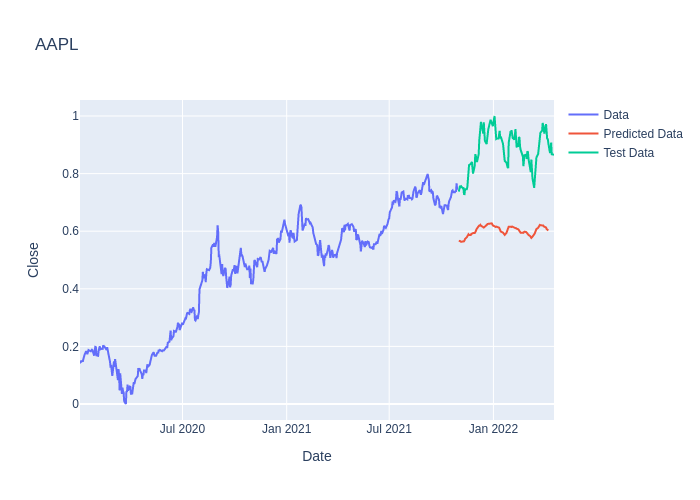 AAPL
1
0.8
0.6
0.4
0.2
0
Close
Jul 2020
Jan 2021
Jul 2021
Jan 2022
Date
Data
Predicted Data
Test Data